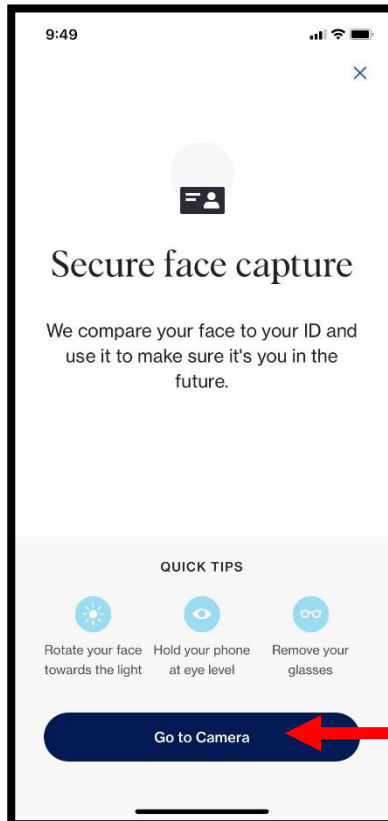 9:49
Secure face capture
We compare your face to your ID and
use it to make sure it's you in the
future.
QUICK TIPS
Rotate your face
towards the light
Hold your phone
at eye level
Remove your
glasses
Go to Camera